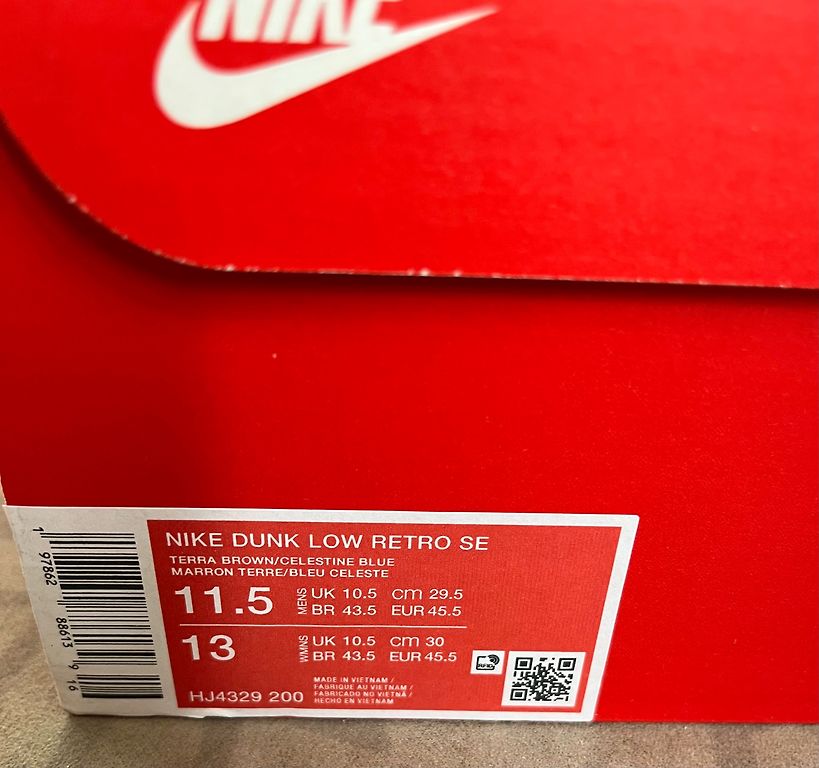 NIKE
NIKE DUNK LOW RETRO SE
TERRA BROWN/CELESTINE BLUE
MARRON TERRE/BLEU CELESTE
11.5 MENS UK 10.5 CM 29.5
BR 43.5 EUR 45.5
13 WMNS UK 10.5 CM 30
BR 43.5 EUR 45.5
HJ4329 200
MADE IN VIETNAM /
FABRIQUE AU VIETNAM /
FABRICADO NO VIETNÃ /
HECHO EN VIETNAM
RFID
1 97862 88613 9 16